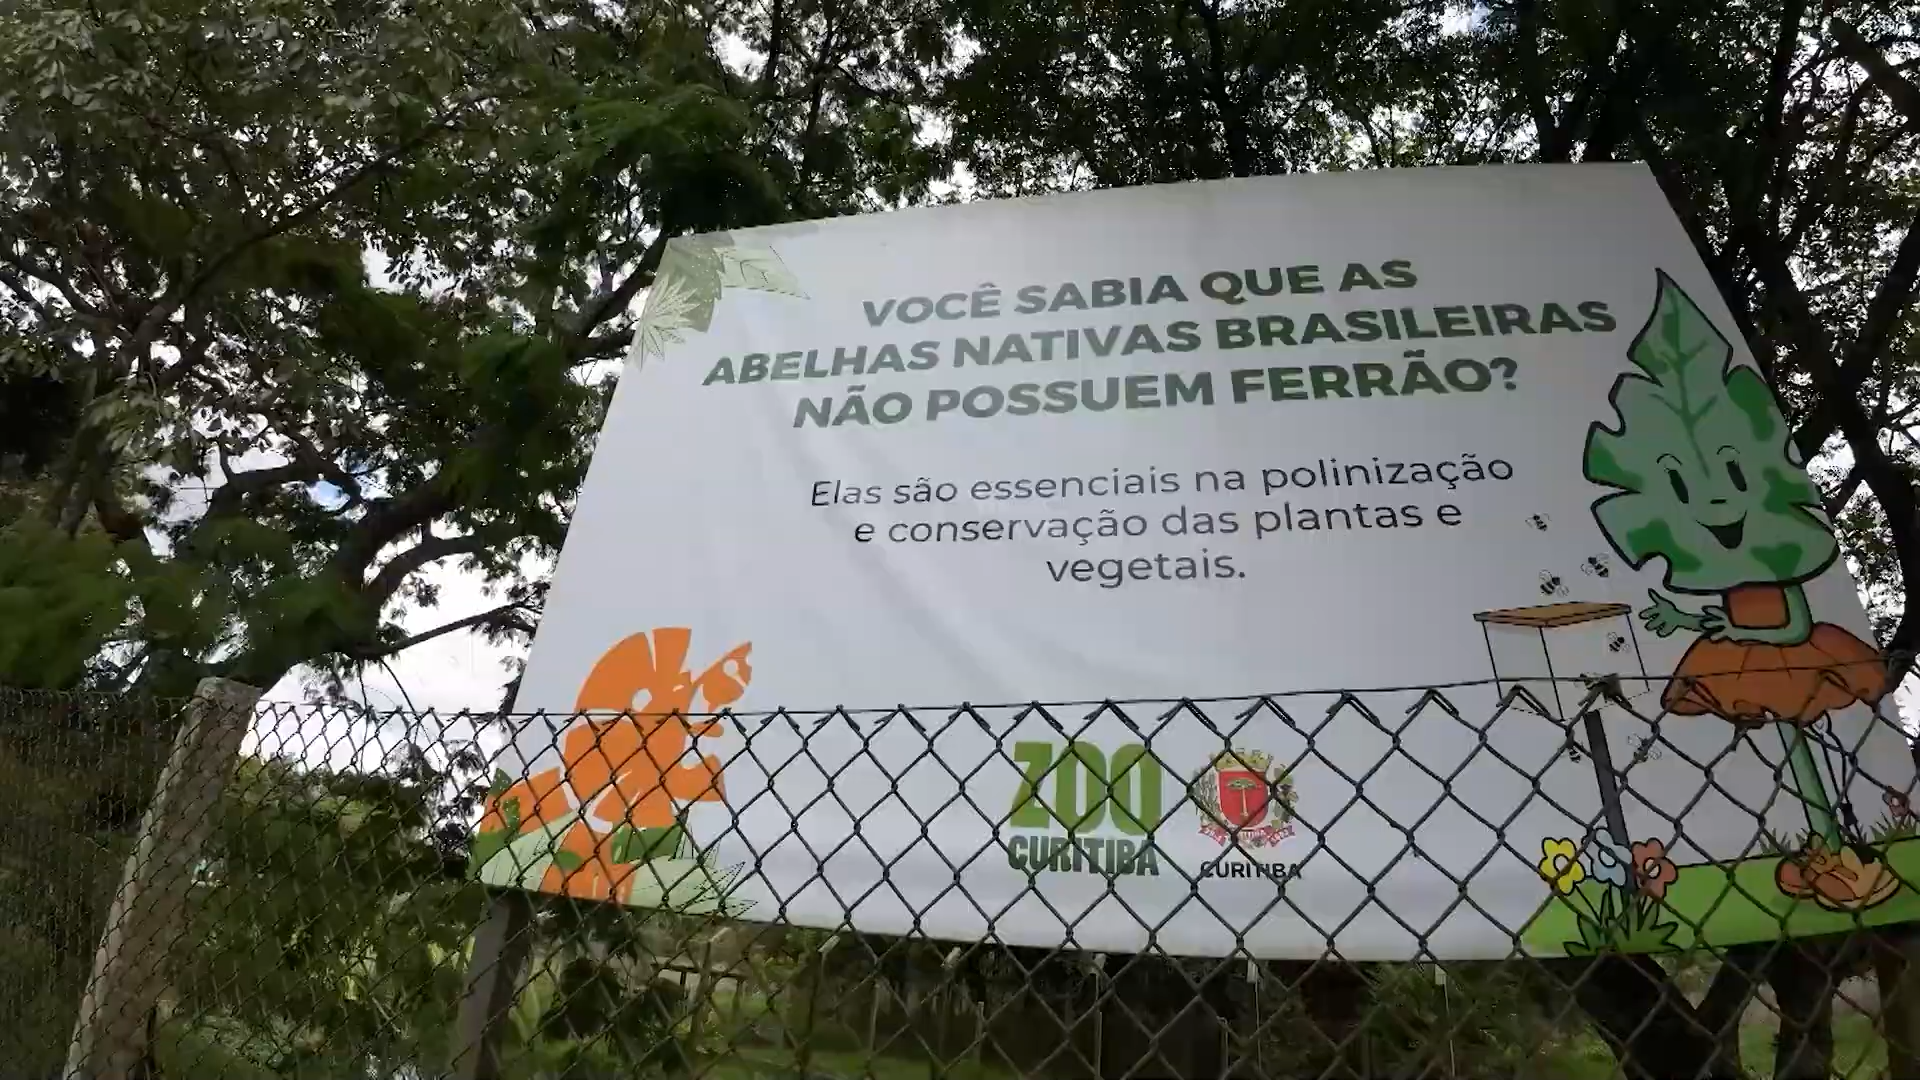 VOCÊ SABIA QUE AS
ABELHAS NATIVAS BRASILEIRAS
NÃO POSSUEM FERRÃO?
Elas são essenciais na polinização
e conservação das plantas e
vegetais.
ZOO
CURITIBA
CURITIBA